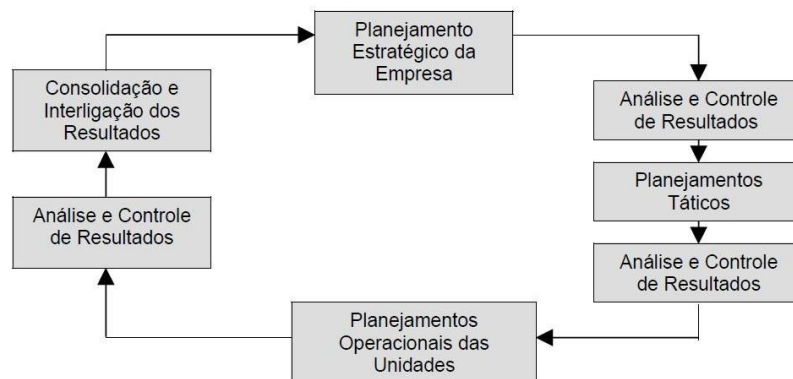 Planejamento
Estratégico da
Empresa
Análise e Controle
de Resultados
Planejamentos
Táticos
Análise e Controle
de Resultados
Planejamentos
Operacionais das
Unidades
Análise e Controle
de Resultados
Consolidação e
Interligação dos
Resultados